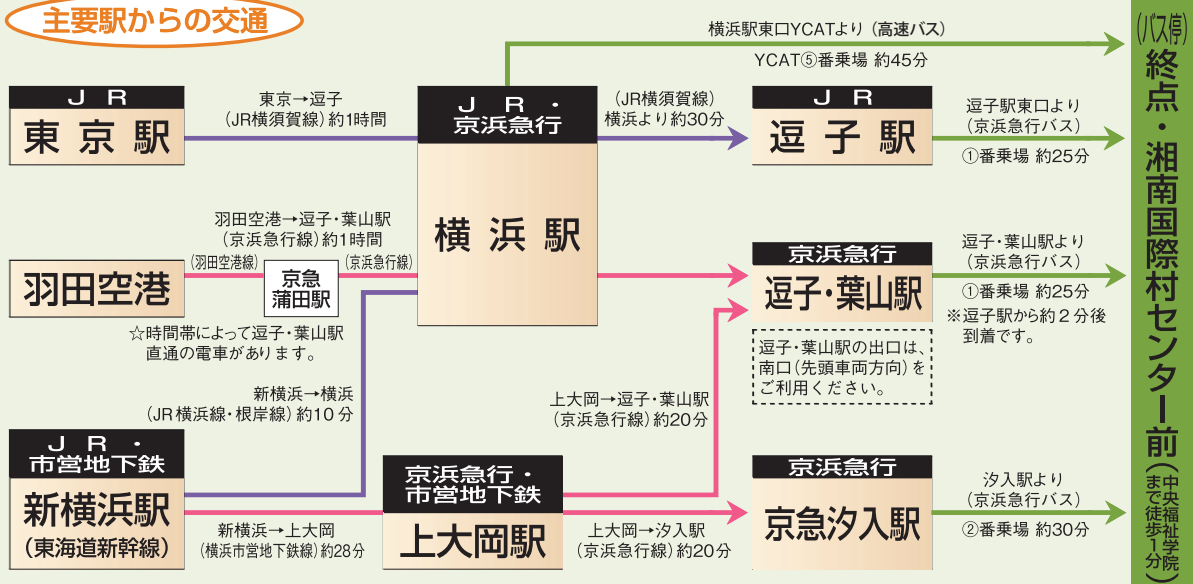 主要駅からの交通
横浜駅東口YCATより（高速バス）
YCAT⑤番乗場 約45分
JR
東京駅
東京→逗子
（JR横須賀線）約1時間
JR・
京浜急行
横浜駅
（JR横須賀線）
横浜より約30分
JR
逗子駅
逗子駅東口より
（京浜急行バス）
①番乗場 約25分
羽田空港→逗子・葉山駅
（京浜急行線）約1時間
羽田空港
（羽田空港線）
京急
蒲田駅
（京浜急行線）
☆時間帯によって逗子・葉山駅
直通の電車があります。
京浜急行
逗子・葉山駅
逗子・葉山駅より
（京浜急行バス）
①番乗場 約25分
※逗子駅から約2分後
到着です。
逗子・葉山駅の出口は、
南口（先頭車両方向）を
ご利用ください。
新横浜→横浜
（JR横浜線・根岸線）約10分
上大岡→逗子・葉山駅
（京浜急行線）約20分
JR・
市営地下鉄
新横浜駅
（東海道新幹線）
新横浜→上大岡
（横浜市営地下鉄線）約28分
京浜急行・
市営地下鉄
上大岡駅
上大岡→汐入駅
（京浜急行線）約20分
京浜急行
京急汐入駅
汐入駅より
（京浜急行バス）
②番乗場 約30分
（バス停）
終点・湘南国際村センター前
（中央福祉学院
まで徒歩1分）